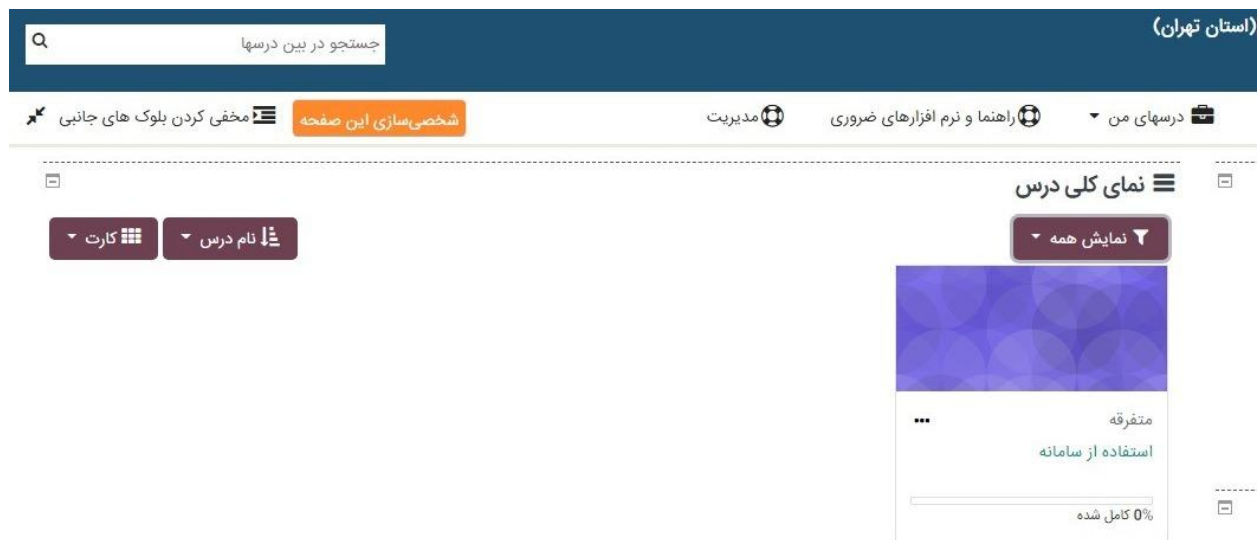 (استان تهران)
جستجو در بین درسها
درسهای من
راهنما و نرم افزارهای ضروری
مدیریت
شخصی‌سازی این صفحه
مخفی کردن بلوک های جانبی
نمای کلی درس
نمایش همه
نام درس
کارت
متفرقه
استفاده از سامانه
0% کامل شده